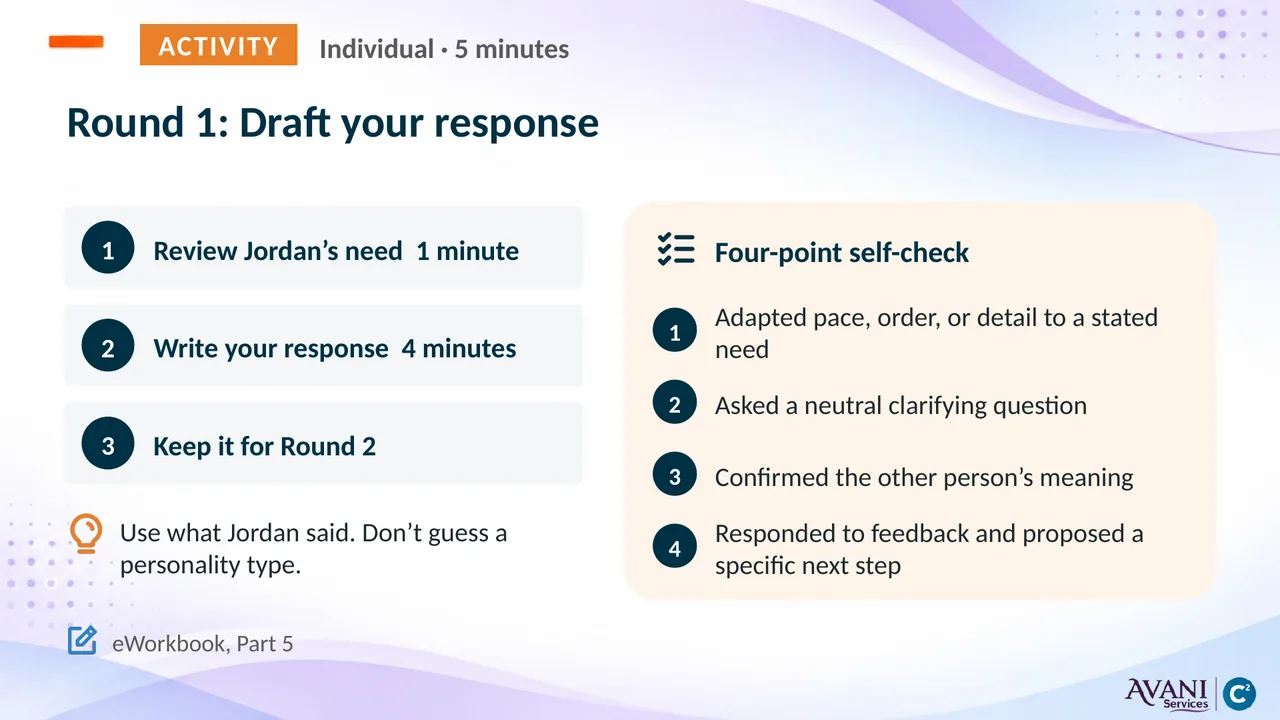 ACTIVITY
Individual · 5 minutes
Round 1: Draft your response
1
Review Jordan’s need 1 minute
2
Write your response 4 minutes
3
Keep it for Round 2
Use what Jordan said. Don’t guess a
personality type.
eWorkbook, Part 5
Four-point self-check
1
Adapted pace, order, or detail to a stated
need
2
Asked a neutral clarifying question
3
Confirmed the other person’s meaning
4
Responded to feedback and proposed a
specific next step
AVANI
Services
C²